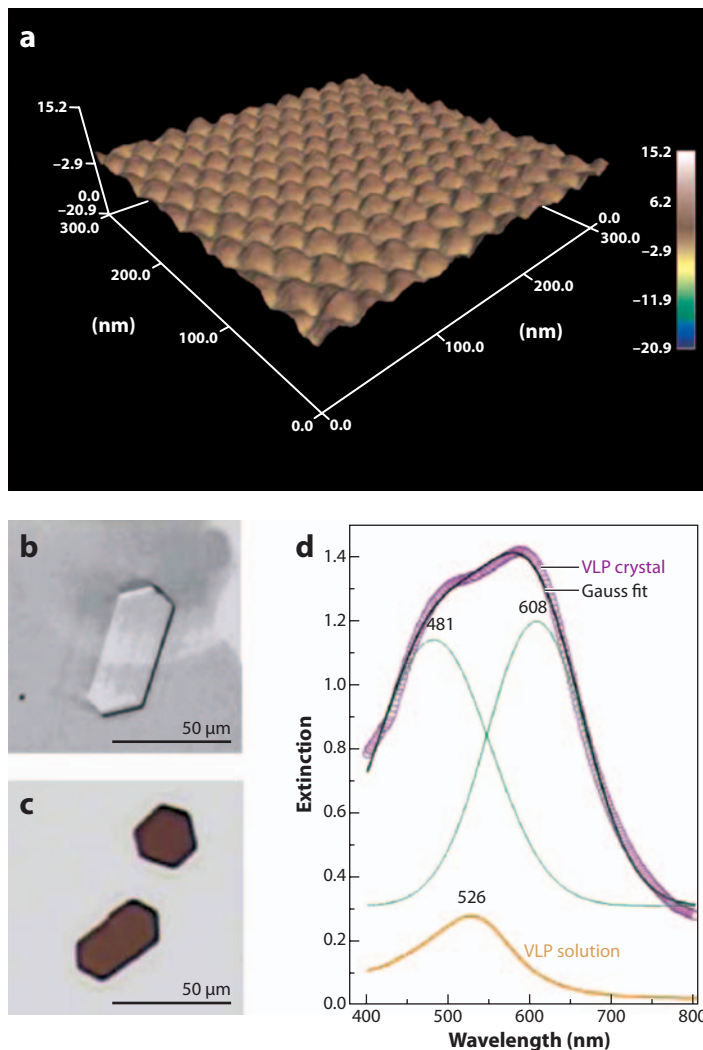 a
15.2
−2.9
0.0
−20.9
300.0
200.0
(nm)
100.0
0.0 0.0
100.0
(nm)
200.0
0.0
300.0
15.2
6.2
−2.9
−11.9
−20.9
b
50 µm
c
50 µm
d
1.4
1.2
1.0
0.8
0.6
0.4
0.2
0.0
Extinction
VLP crystal
Gauss fit
481
608
526
VLP solution
400 500 600 700 800
Wavelength (nm)